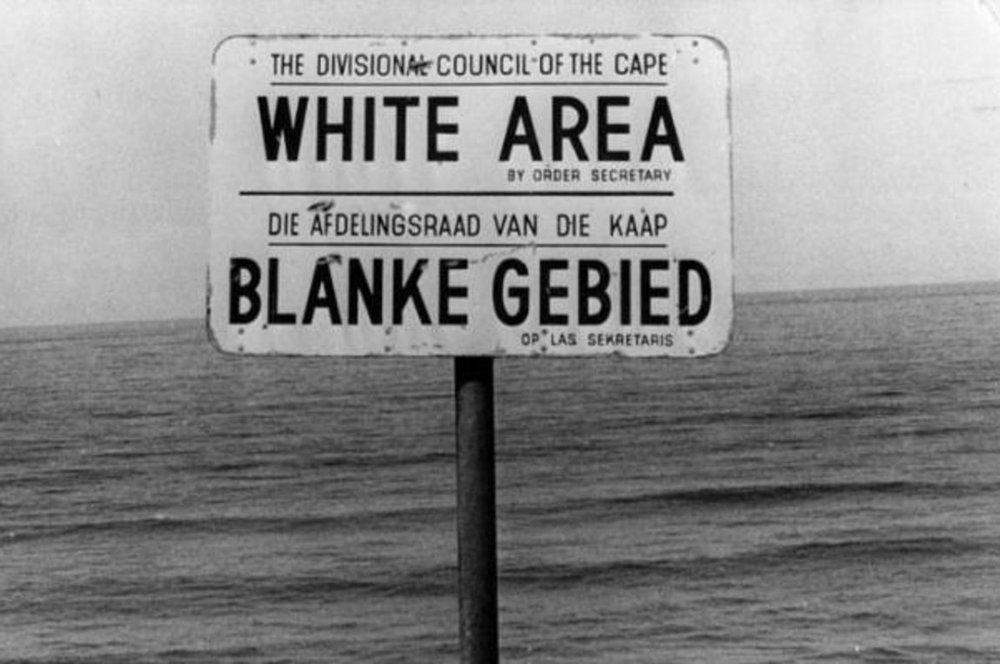 THE DIVISIONAL COUNCIL OF THE CAPE
WHITE AREA
BY ORDER SECRETARY
DIE AFDELINGSRAAD VAN DIE KAAP
BLANKE GEBIED
OP LAS SEKRETARIS